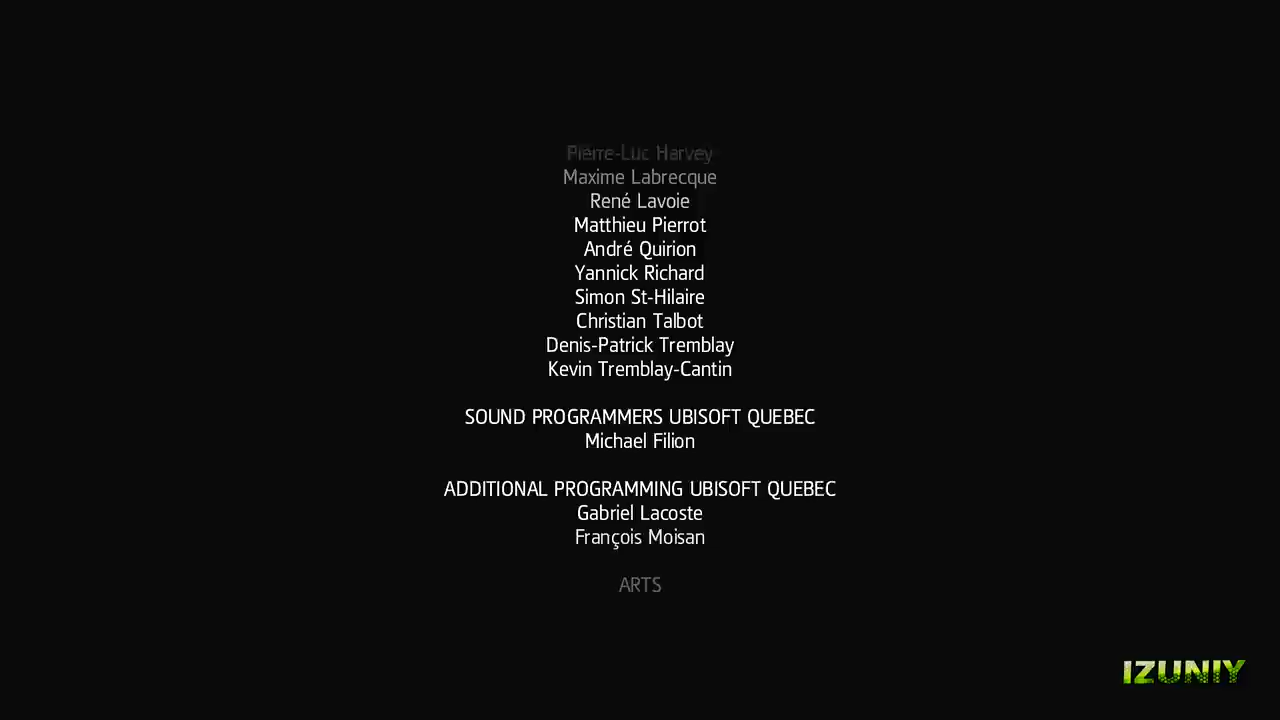 Pierre-Luc Harvey
Maxime Labrecque
René Lavoie
Matthieu Pierrot
André Quirion
Yannick Richard
Simon St-Hilaire
Christian Talbot
Denis-Patrick Tremblay
Kevin Tremblay-Cantin
SOUND PROGRAMMERS UBISOFT QUEBEC
Michael Filion
ADDITIONAL PROGRAMMING UBISOFT QUEBEC
Gabriel Lacoste
François Moisan
ARTS
IZUNIY